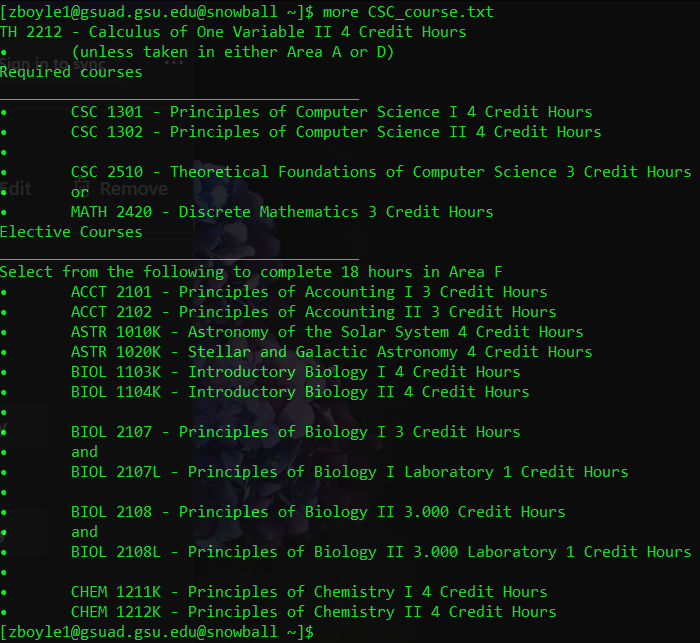 [zboyle1@gsuad.gsu.edu@snowball ~]$ more CSC_course.txt
TH 2212 - Calculus of One Variable II 4 Credit Hours
•       (unless taken in either Area A or D)
Sign in to sync ...
Required courses
________________________________________
•       CSC 1301 - Principles of Computer Science I 4 Credit Hours
•       CSC 1302 - Principles of Computer Science II 4 Credit Hours
•
•       CSC 2510 - Theoretical Foundations of Computer Science 3 Credit Hours
Edit Remove
•       or
•       MATH 2420 - Discrete Mathematics 3 Credit Hours
Elective Courses
________________________________________
Select from the following to complete 18 hours in Area F
•       ACCT 2101 - Principles of Accounting I 3 Credit Hours
•       ACCT 2102 - Principles of Accounting II 3 Credit Hours
•       ASTR 1010K - Astronomy of the Solar System 4 Credit Hours
•       ASTR 1020K - Stellar and Galactic Astronomy 4 Credit Hours
•       BIOL 1103K - Introductory Biology I 4 Credit Hours
•       BIOL 1104K - Introductory Biology II 4 Credit Hours
•
•       BIOL 2107 - Principles of Biology I 3 Credit Hours
•       and
•       BIOL 2107L - Principles of Biology I Laboratory 1 Credit Hours
•
•       BIOL 2108 - Principles of Biology II 3.000 Credit Hours
•       and
•       BIOL 2108L - Principles of Biology II 3.000 Laboratory 1 Credit Hours
•
•       CHEM 1211K - Principles of Chemistry I 4 Credit Hours
•       CHEM 1212K - Principles of Chemistry II 4 Credit Hours
[zboyle1@gsuad.gsu.edu@snowball ~]$